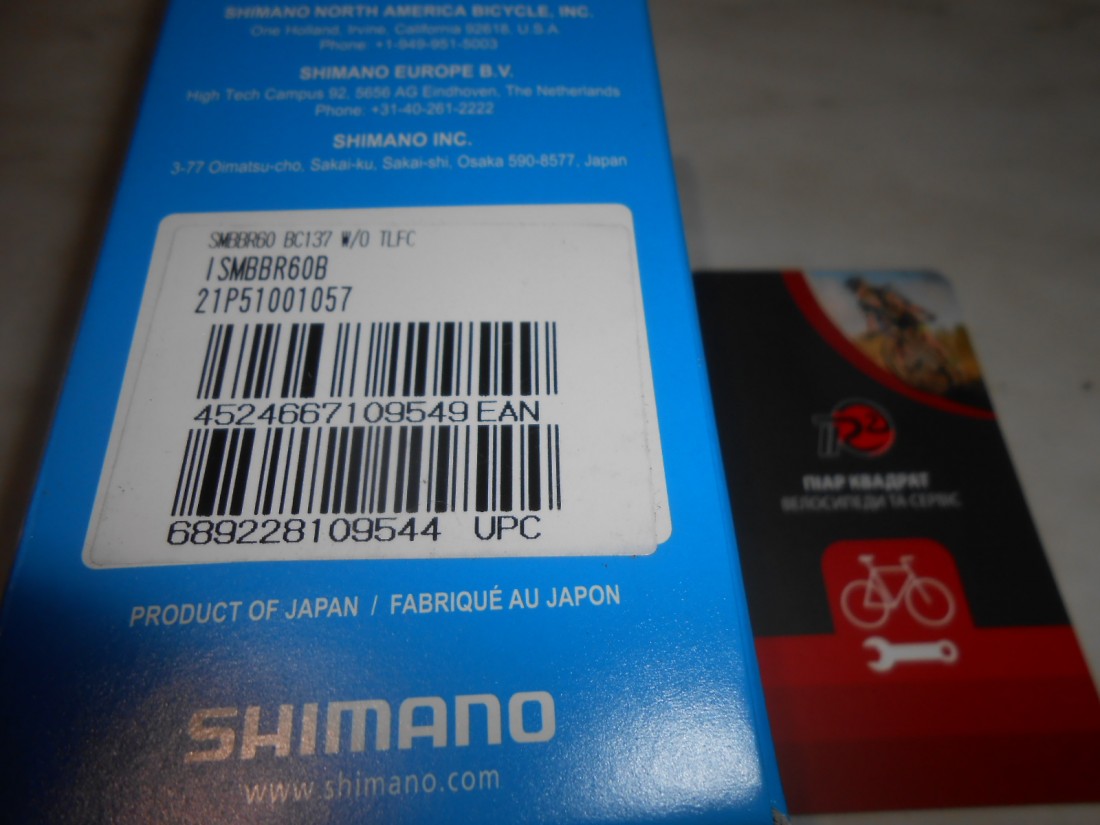 SHIMANO NORTH AMERICA BICYCLE, INC.
One Holland, Irvine, California 92618, U.S.A
Phone: +1-949-951-5003
SHIMANO EUROPE B.V.
High Tech Campus 92, 5656 AG Eindhoven, The Netherlands
Phone: +31-40-261-2222
SHIMANO INC.
3-77 Oimatsu-cho, Sakai-ku, Sakai-shi, Osaka 590-8577, Japan
SMBBR60 BC137 W/O TLFC
ISMBBR60B
21P51001057
4524667109549 EAN
689228109544 UPC
PRODUCT OF JAPAN / FABRIQUÉ AU JAPON
SHIMANO
www.shimano.com
ПІАР КВАДРАТ
ВЕЛОСИПЕДИ ТА СЕРВІС